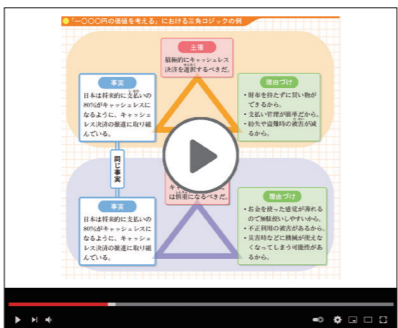 ●「一〇〇〇円の価値を考える」における三角ロジックの例
主張
積極的にキャッシュレス
決済を選択するべきだ。
事実
日本は将来的に支払いの
80%がキャッシュレスに
なるように、キャッシュ
レス決済の推進に取り組
んでいる。
理由づけ
・財布を持たずに買い物が
できるから。
・支払い管理が簡単だから。
・紛失や盗難時の被害が減
るから。
同じ事実
は慎重になるべきだ。
事実
日本は将来的に支払いの
80%がキャッシュレスに
なるように、キャッシュ
レス決済の推進に取り組
んでいる。
理由づけ
・お金を使った感覚が薄れる
ので無駄使いしやすいから。
・不正利用の被害があるから。
・災害時などに機械が使えな
くなってしまう可能性があ
るから。